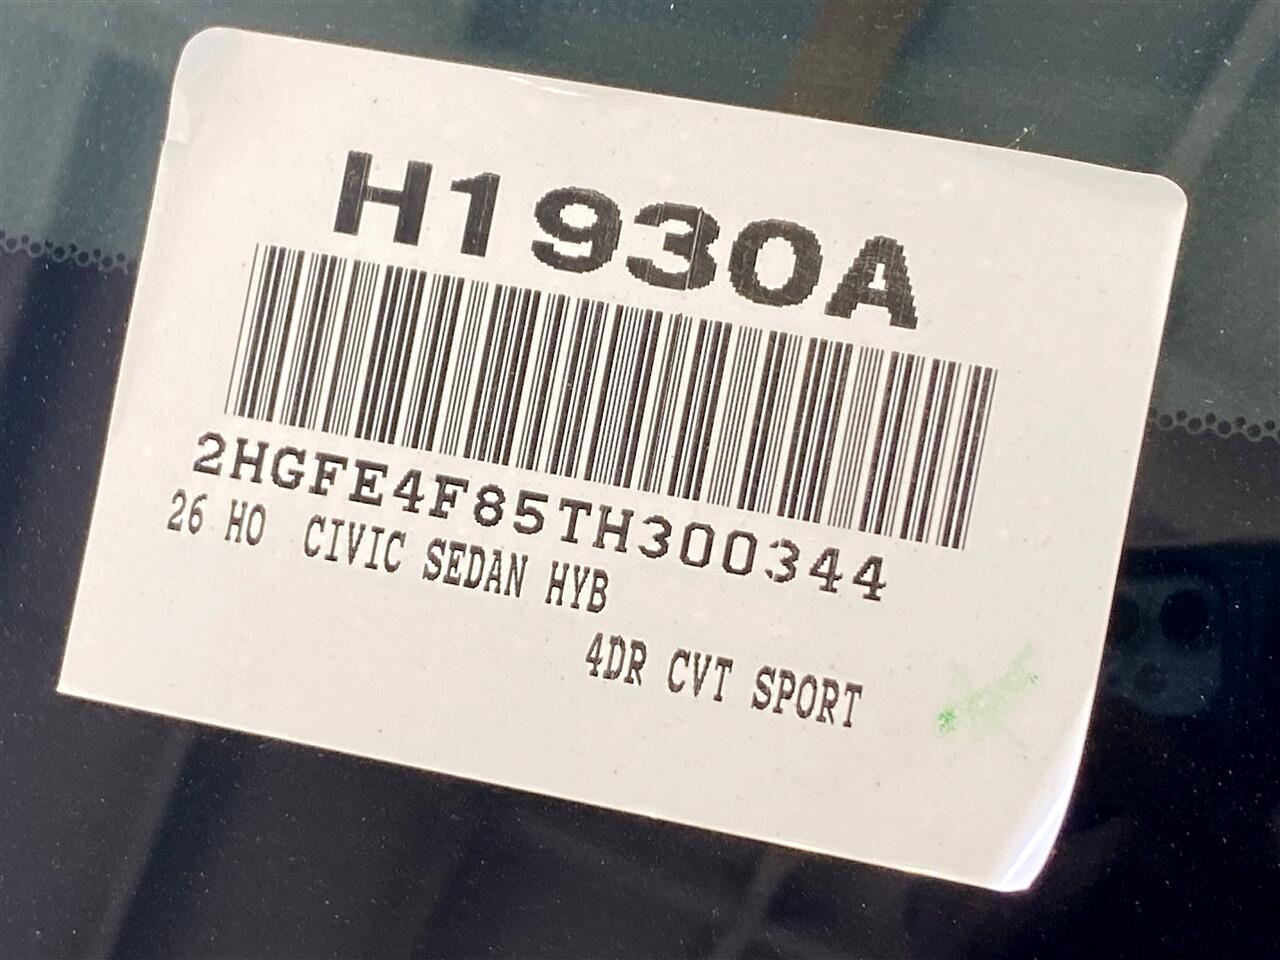 H1930A
2HGFE4F85TH300344
26 HO CIVIC SEDAN HYB
4DR CVT SPORT